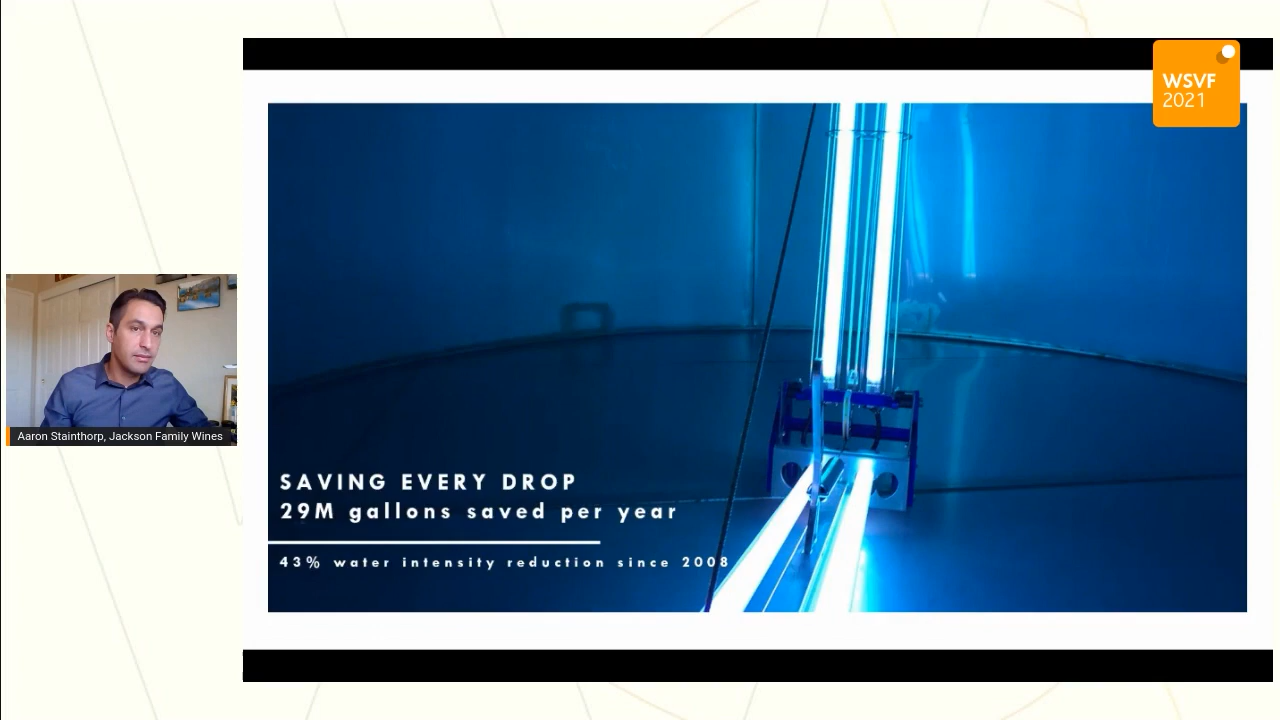 WSVF
2021
Aaron Stainthorp, Jackson Family Wines
SAVING EVERY DROP
29M gallons saved per year
43% water intensity reduction since 2008